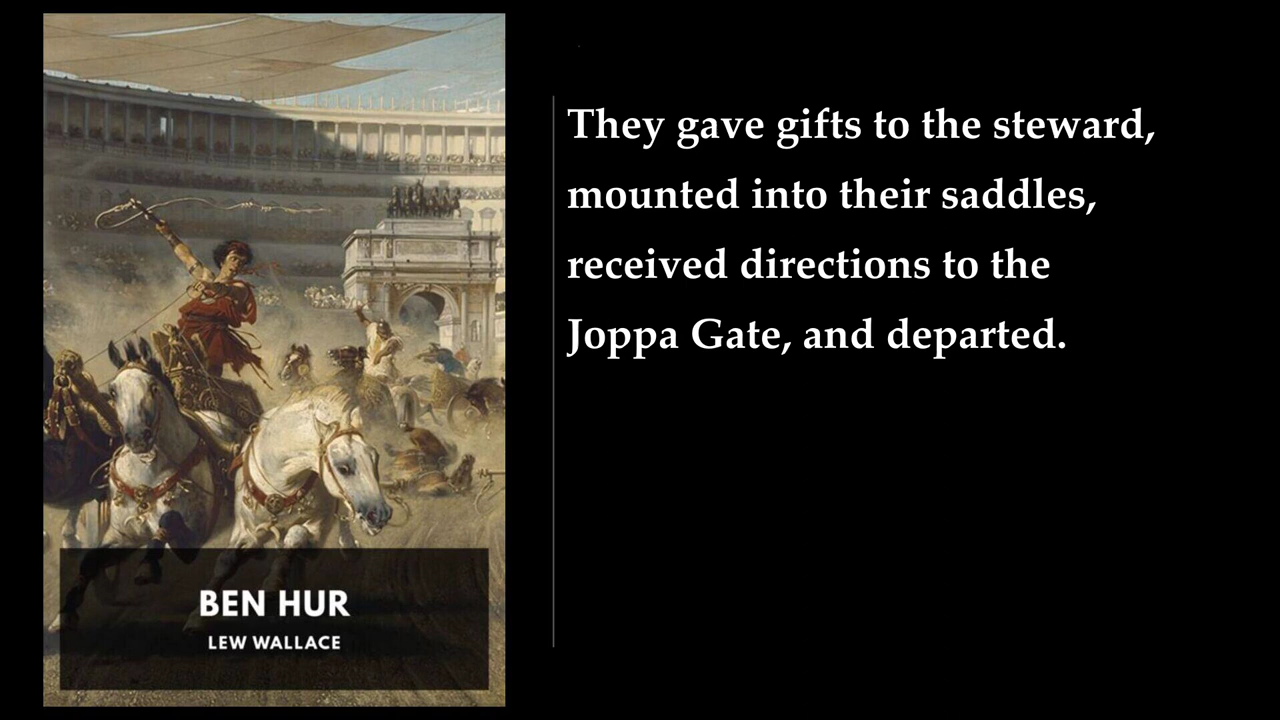 They gave gifts to the steward,
mounted into their saddles,
received directions to the
Joppa Gate, and departed.
BEN HUR
LEW WALLACE